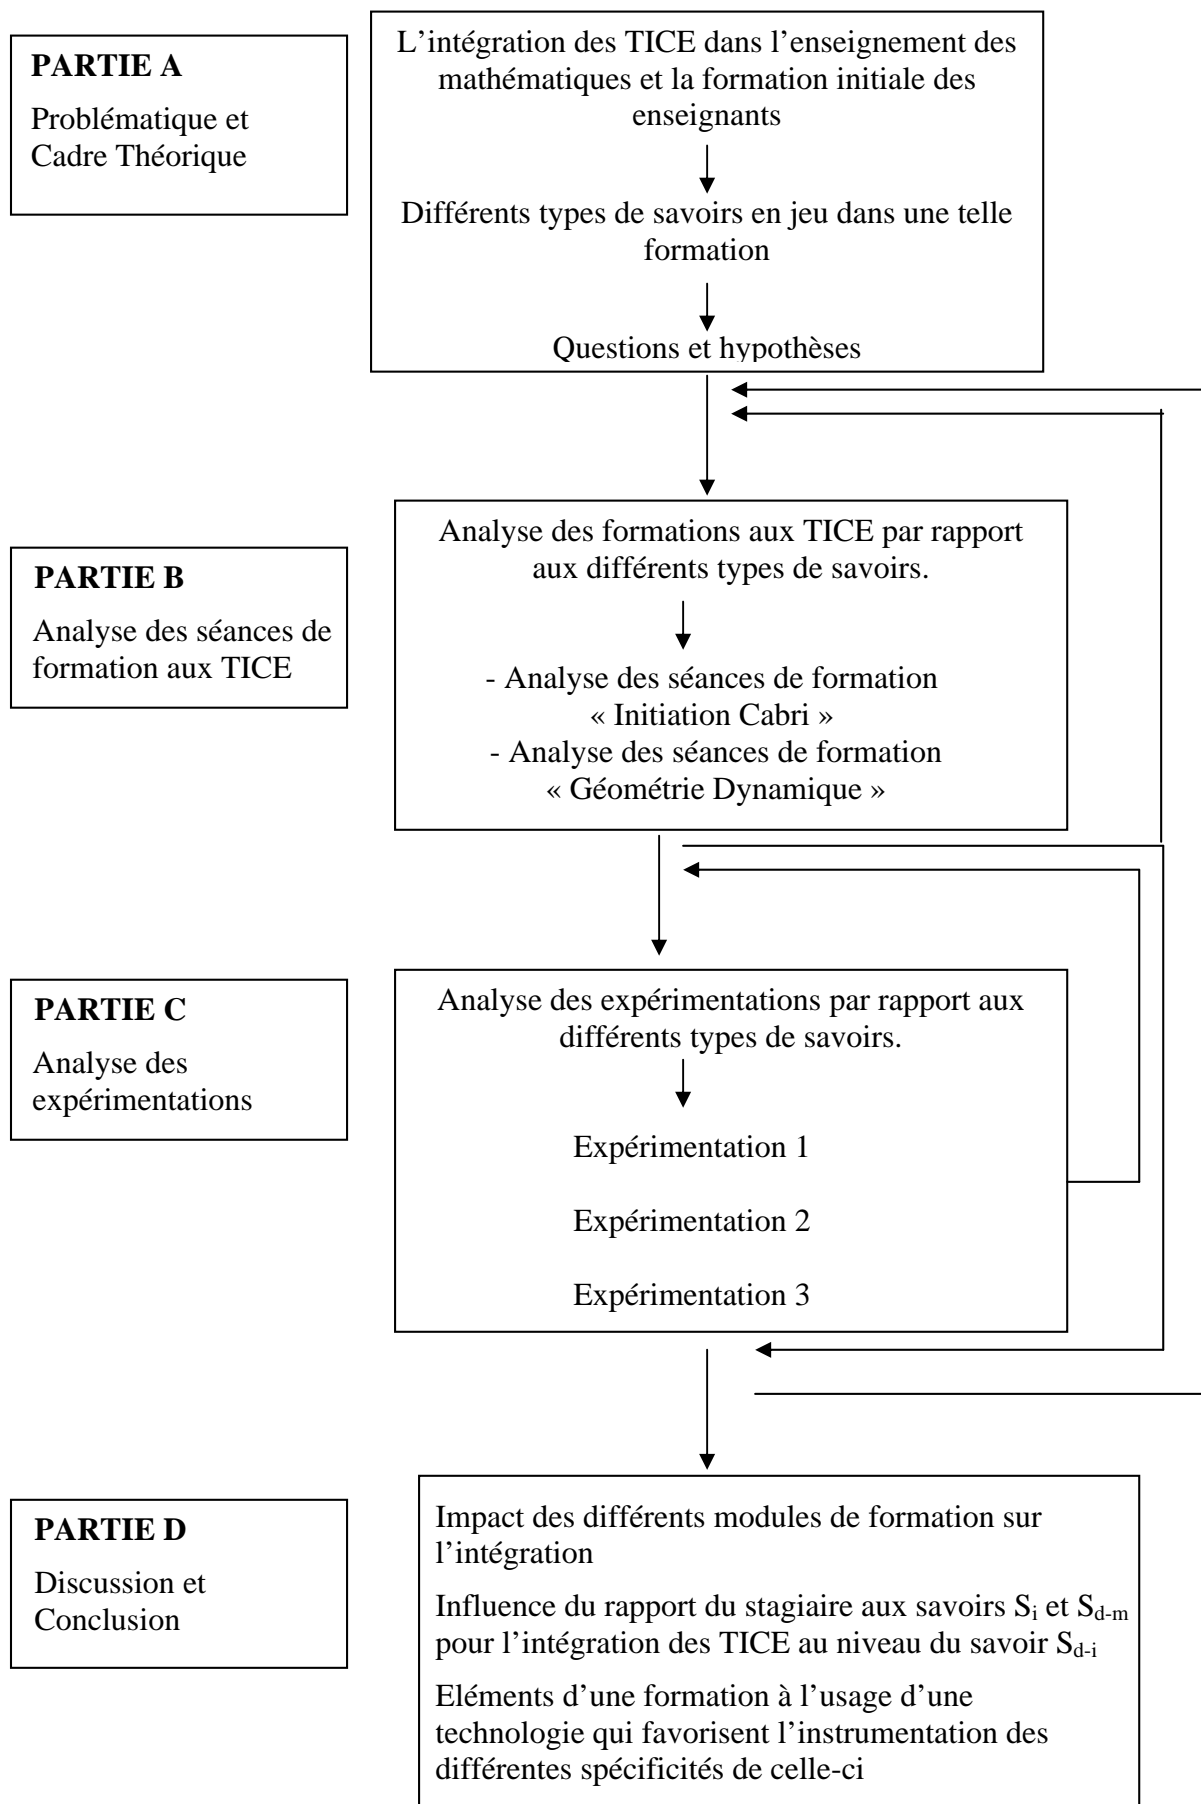 PARTIE A
Problématique et
Cadre Théorique
L’intégration des TICE dans l’enseignement des
mathématiques et la formation initiale des
enseignants
Différents types de savoirs en jeu dans une telle
formation
Questions et hypothèses
PARTIE B
Analyse des séances de
formation aux TICE
Analyse des formations aux TICE par rapport
aux différents types de savoirs.
- Analyse des séances de formation
« Initiation Cabri »
- Analyse des séances de formation
« Géométrie Dynamique »
PARTIE C
Analyse des
expérimentations
Analyse des expérimentations par rapport aux
différents types de savoirs.
Expérimentation 1
Expérimentation 2
Expérimentation 3
PARTIE D
Discussion et
Conclusion
Impact des différents modules de formation sur
l’intégration
Influence du rapport du stagiaire aux savoirs Si et Sd-m
pour l’intégration des TICE au niveau du savoir Sd-i
Eléments d’une formation à l’usage d’une
technologie qui favorisent l’instrumentation des
différentes spécificités de celle-ci